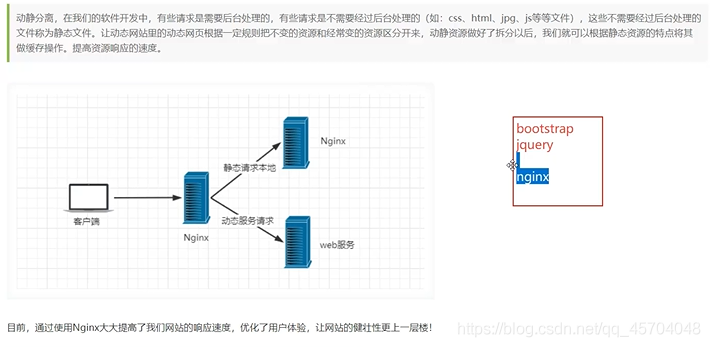 动静分离，在我们的软件开发中，有些请求是需要后台处理的，有些请求是不需要经过后台处理的（如：css、html、jpg、js等等文件），这些不需要经过后台处理的
文件称为静态文件。让动态网站里的动态网页根据一定规则把不变的资源和经常变的资源区分开来，动静资源做好了拆分以后，我们就可以根据静态资源的特点将其
做缓存操作。提高资源响应的速度。
Nginx
静态请求本地
bootstrap
jquery
nginx
客户端
Nginx
动态服务请求
web服务
目前，通过使用Nginx大大提高了我们网站的响应速度，优化了用户体验，让网站的健壮性更上一层楼！
https://blog.csdn.net/qq_45704048